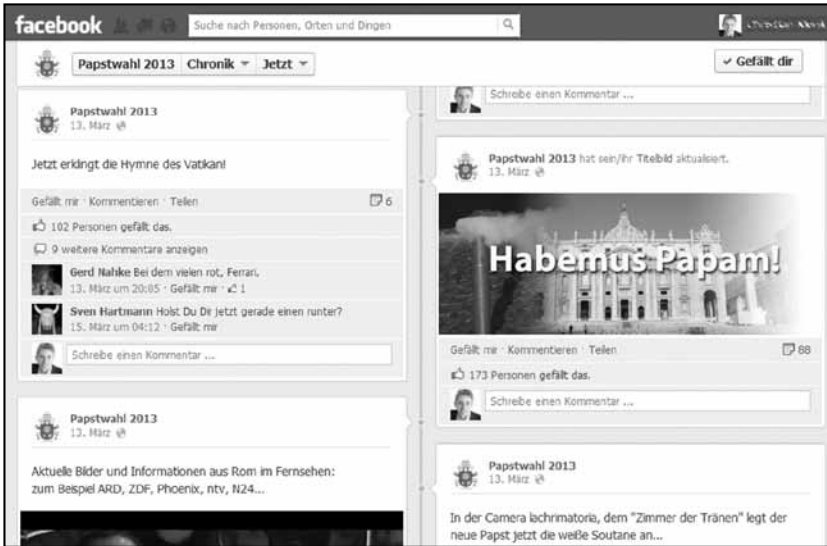 facebook
Suche nach Personen, Orten und Dingen
Papstwahl 2013
Chronik
Jetzt
Gefällt dir
Papstwahl 2013
13. März
Jetzt erklingt die Hymne des Vatikan!
Gefällt mir · Kommentieren · Teilen
6
102 Personen gefällt das.
9 weitere Kommentare anzeigen
Gerd Nahke Bei dem vielen rot, Ferrari.
13. März um 20:05 · Gefällt mir · 1
Sven Hartmann Holst Du Dir jetzt gerade einen runter?
15. März um 04:12 · Gefällt mir
Schreibe einen Kommentar ...
Papstwahl 2013
13. März
Aktuelle Bilder und Informationen aus Rom im Fernsehen:
zum Beispiel ARD, ZDF, Phoenix, ntv, N24...
Schreibe einen Kommentar ...
Papstwahl 2013 hat sein/ihr Titelbild aktualisiert.
13. März
Habemus Papam!
Gefällt mir · Kommentieren · Teilen
88
173 Personen gefällt das.
Schreibe einen Kommentar ...
Papstwahl 2013
13. März
In der Camera lachrimatoria, dem "Zimmer der Tränen" legt der
neue Papst jetzt die weiße Soutane an...